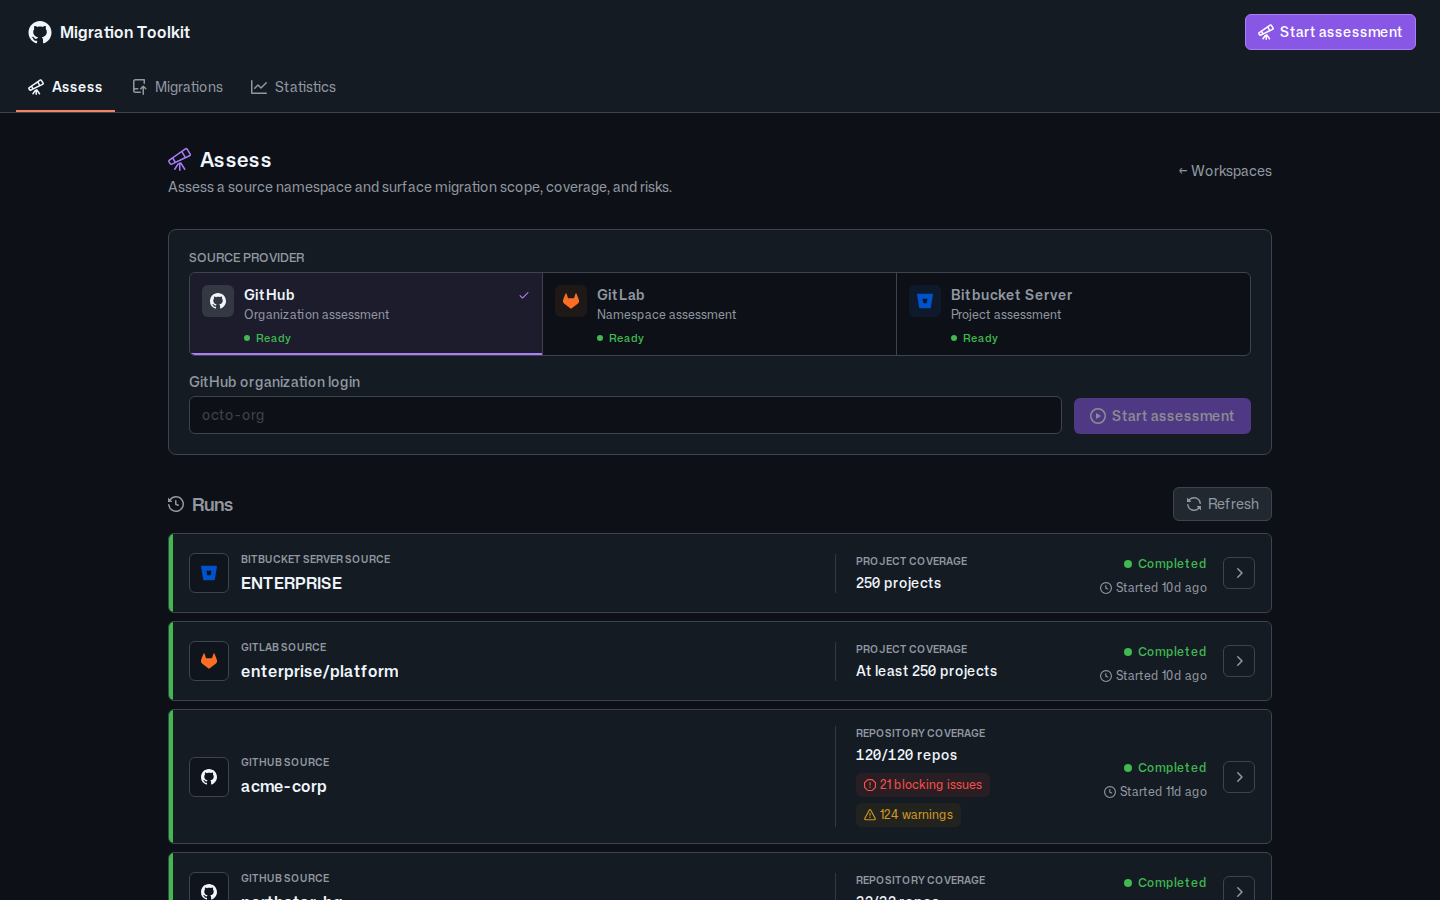 Migration Toolkit
Start assessment
Assess
Migrations
Statistics
Assess
Assess a source namespace and surface migration scope, coverage, and risks.
← Workspaces
SOURCE PROVIDER
GitHub
Organization assessment
Ready
GitLab
Namespace assessment
Ready
Bitbucket Server
Project assessment
Ready
GitHub organization login
octo-org
Start assessment
Runs
Refresh
BITBUCKET SERVER SOURCE
ENTERPRISE
PROJECT COVERAGE
250 projects
Completed
Started 10d ago
GITLAB SOURCE
enterprise/platform
PROJECT COVERAGE
At least 250 projects
Completed
Started 10d ago
GITHUB SOURCE
acme-corp
REPOSITORY COVERAGE
120/120 repos
21 blocking issues
124 warnings
Completed
Started 11d ago
GITHUB SOURCE
REPOSITORY COVERAGE
Completed